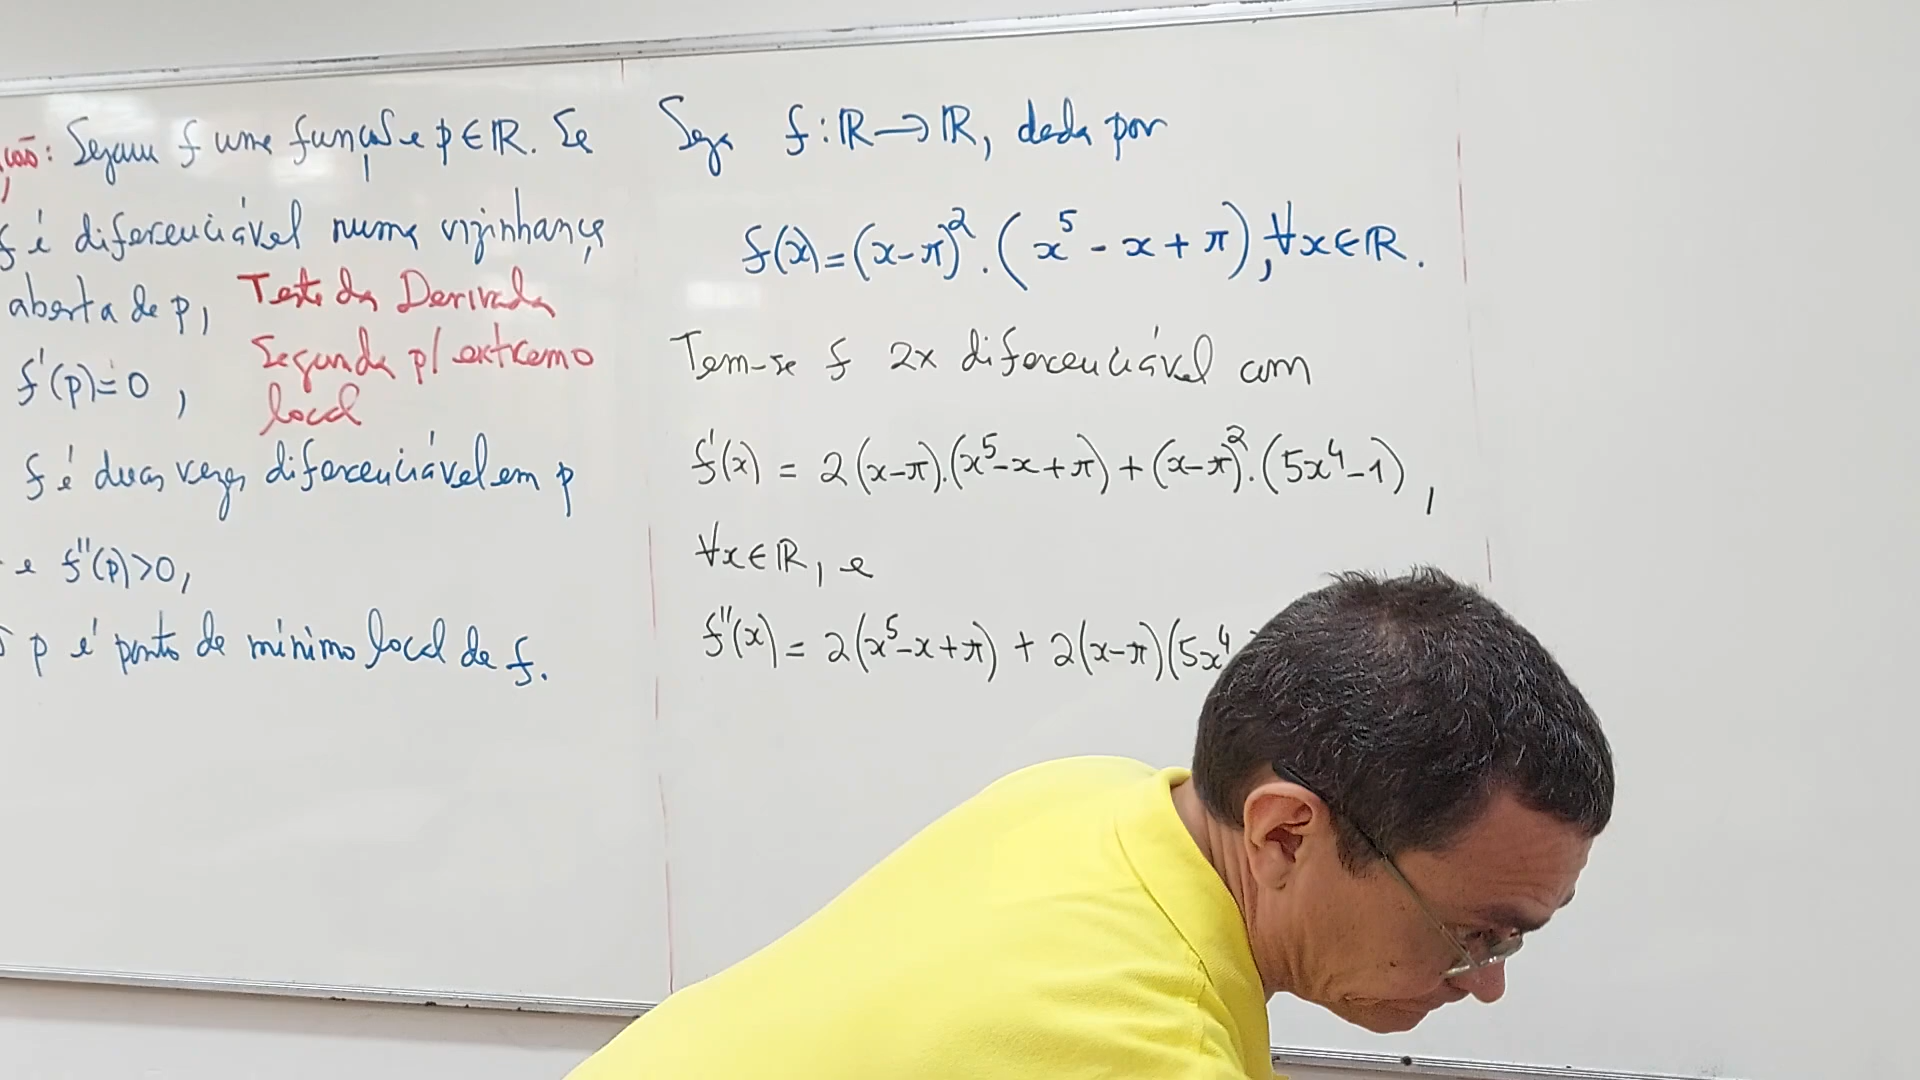 ção: Sejam f uma função e p∈ℝ. Se
f é diferenciável numa vizinhança
aberta de p,
f'(p)=0,
f é duas vezes diferenciável em p
e f''(p)>0,
p é ponto de mínimo local de f.
Teste da Derivada
Segunda p/ extremo
local
Seja f:ℝ→ℝ, dada por
f(x)=(x-π)².(x⁵-x+π),∀x∈ℝ.
Tem-se f 2x diferenciável com
f'(x) = 2(x-π).(x⁵-x+π)+(x-π)².(5x⁴-1),
∀x∈ℝ, e
f''(x) = 2(x⁵-x+π) + 2(x-π)(5x⁴